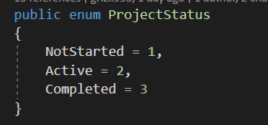 public enum ProjectStatus
{
NotStarted = 1,
Active = 2,
Completed = 3
}